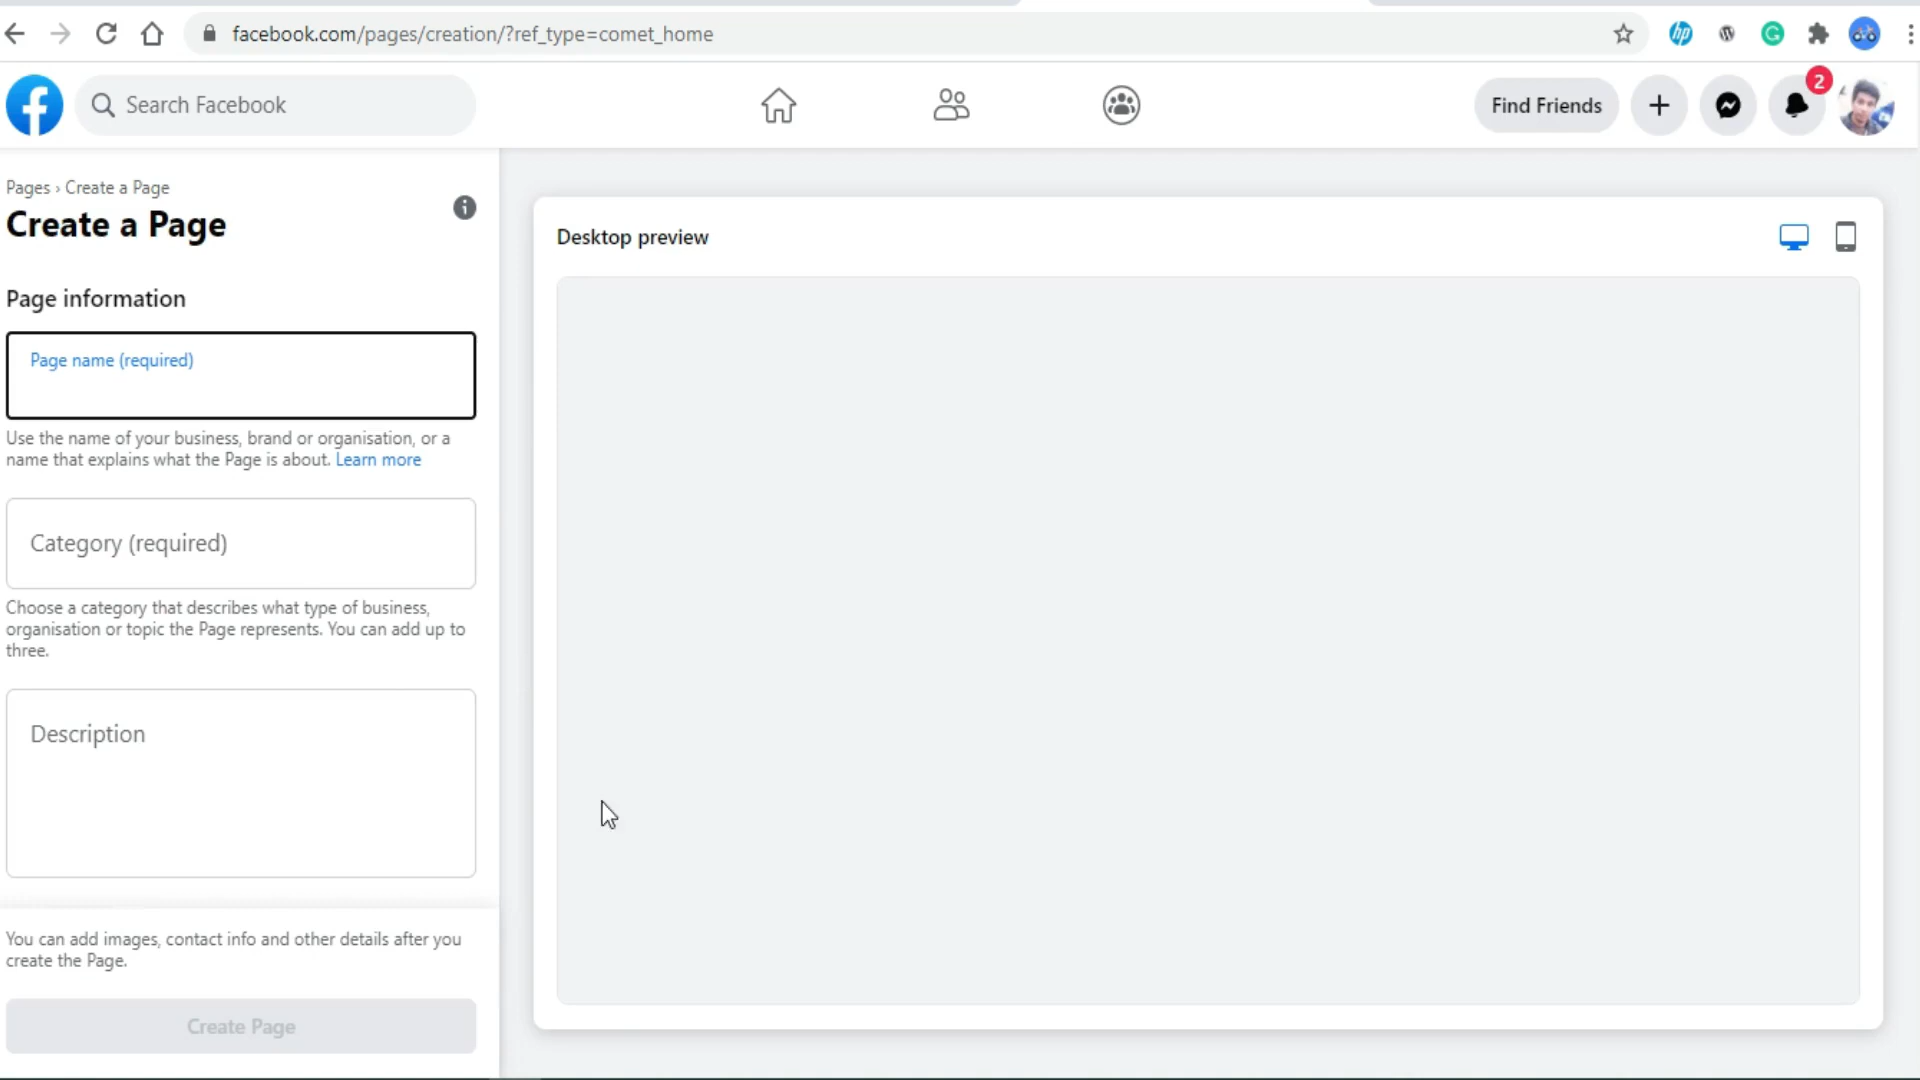 facebook.com/pages/creation/?ref_type=comet_home
Search Facebook
Find Friends
2
Pages › Create a Page
Create a Page
Page information
Page name (required)
Use the name of your business, brand or organisation, or a
name that explains what the Page is about. Learn more
Category (required)
Choose a category that describes what type of business,
organisation or topic the Page represents. You can add up to
three.
Description
You can add images, contact info and other details after you
create the Page.
Create Page
Desktop preview